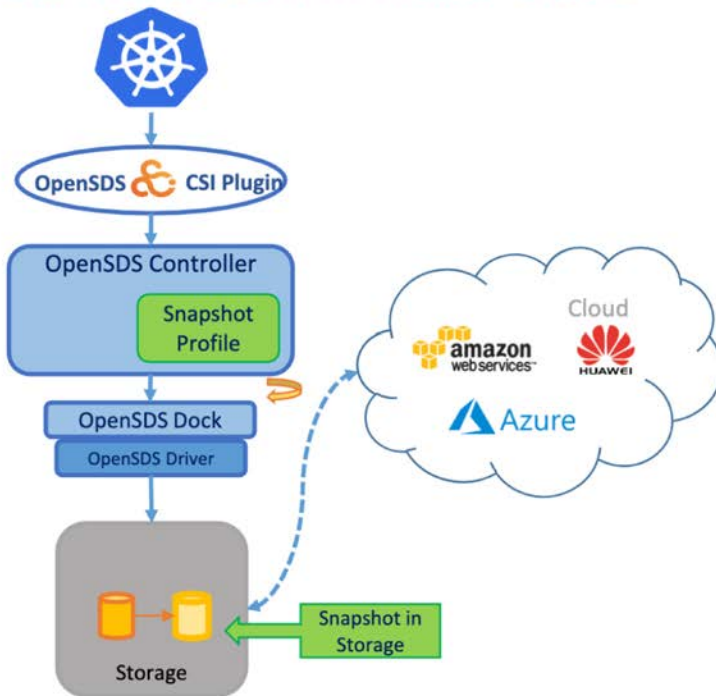 OpenSDS CSI Plugin
OpenSDS Controller
Snapshot
Profile
Cloud
amazon
webservices™
HUAWEI
Azure
OpenSDS Dock
OpenSDS Driver
Snapshot in
Storage
Storage